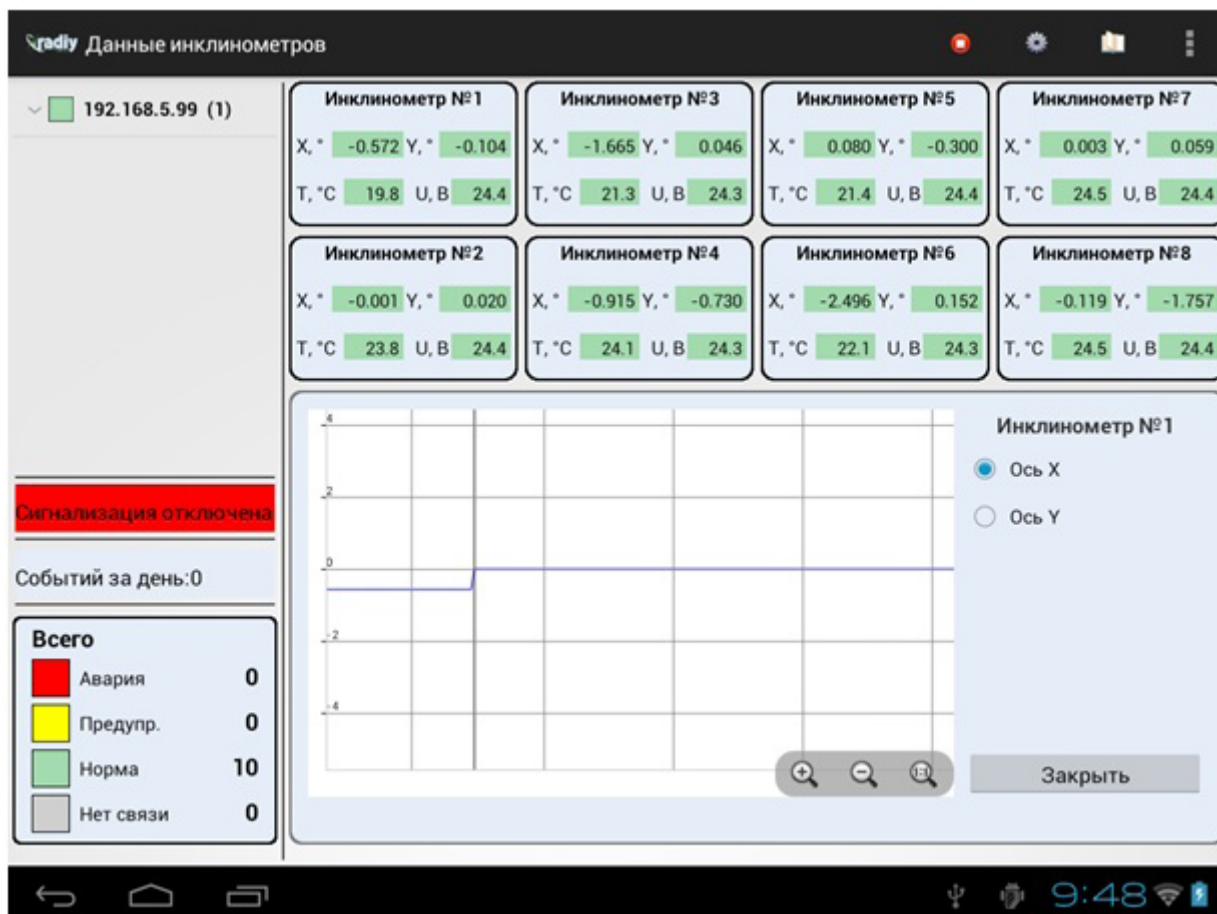 radiy Данные инклинометров
192.168.5.99 (1)
Инклинометр №1
X, ° -0.572 Y, ° -0.104
T, °C 19.8 U, В 24.4
Инклинометр №3
X, ° -1.665 Y, ° 0.046
T, °C 21.3 U, В 24.3
Инклинометр №5
X, ° 0.080 Y, ° -0.300
T, °C 21.4 U, В 24.4
Инклинометр №7
X, ° 0.003 Y, ° 0.059
T, °C 24.5 U, В 24.4
Инклинометр №2
X, ° -0.001 Y, ° 0.020
T, °C 23.8 U, В 24.4
Инклинометр №4
X, ° -0.915 Y, ° -0.730
T, °C 24.1 U, В 24.3
Инклинометр №6
X, ° -2.496 Y, ° 0.152
T, °C 22.1 U, В 24.3
Инклинометр №8
X, ° -0.119 Y, ° -1.757
T, °C 24.5 U, В 24.4
Сигнализация отключена
Событий за день:0
Всего
Авария 0
Предупр. 0
Норма 10
Нет связи 0
4
2
0
-2
-4
1:1
Инклинометр №1
Ось X
Ось Y
Закрыть
9:48